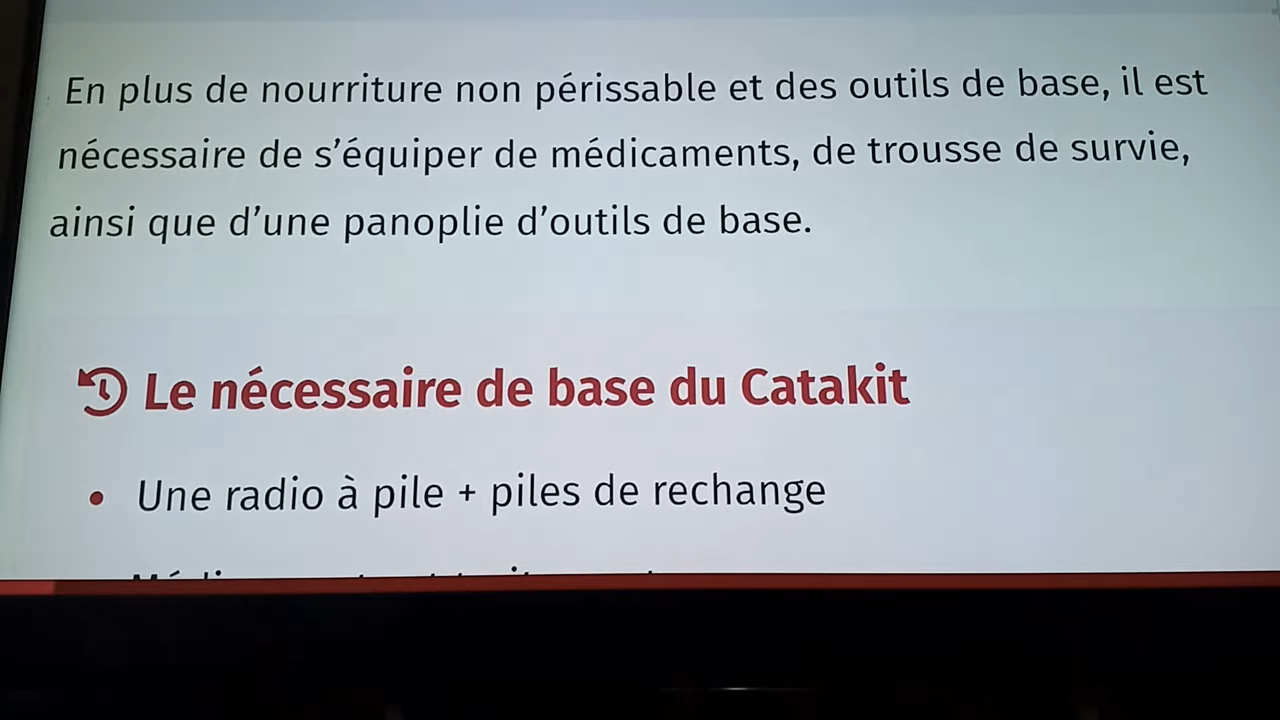 En plus de nourriture non périssable et des outils de base, il est
nécessaire de s’équiper de médicaments, de trousse de survie,
ainsi que d’une panoplie d’outils de base.
Le nécessaire de base du Catakit
• Une radio à pile + piles de rechange